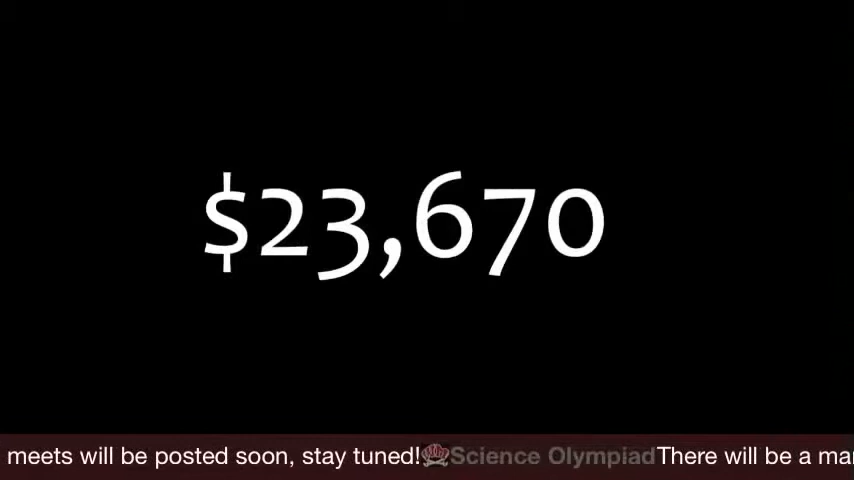 $23,670
meets will be posted soon, stay tuned! Science Olympiad There will be a